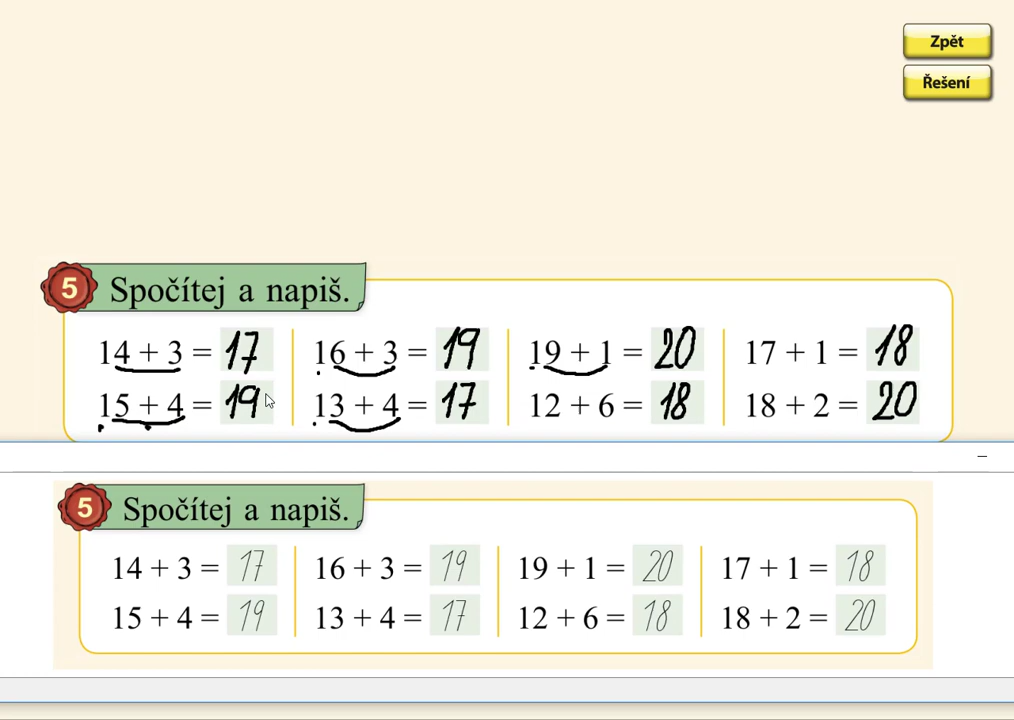 Zpět
Řešení
5 Spočítej a napiš.
14 + 3 = 17 16 + 3 = 19 19 + 1 = 20 17 + 1 = 18
15 + 4 = 19 13 + 4 = 17 12 + 6 = 18 18 + 2 = 20
5 Spočítej a napiš.
14 + 3 = 17 16 + 3 = 19 19 + 1 = 20 17 + 1 = 18
15 + 4 = 19 13 + 4 = 17 12 + 6 = 18 18 + 2 = 20